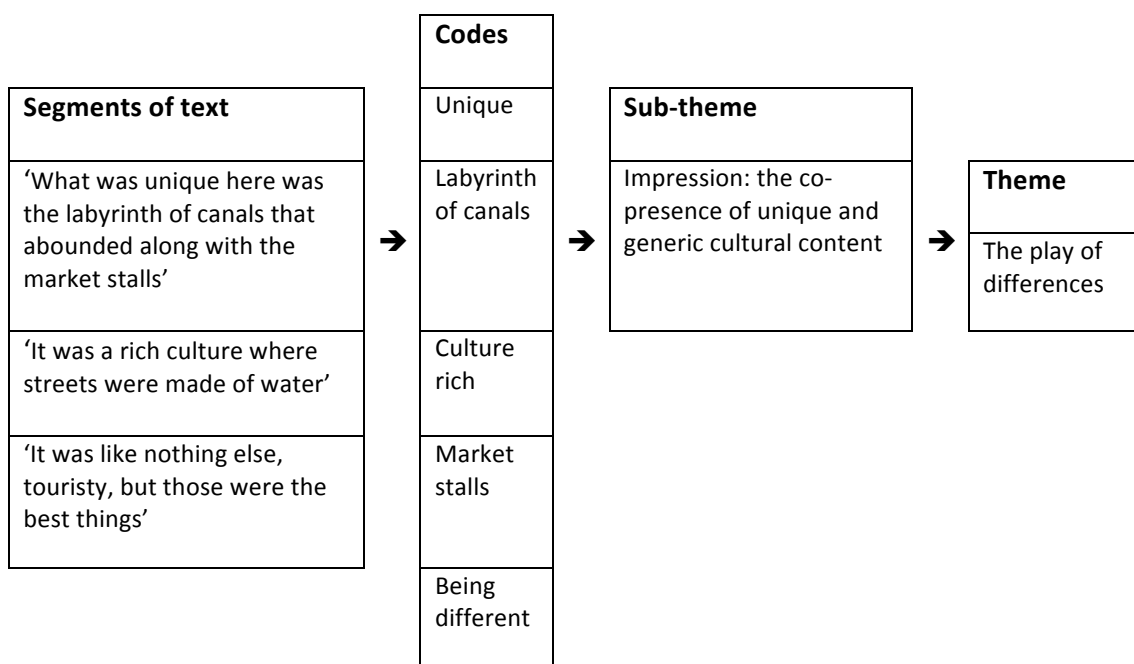 Segments of text
‘What was unique here was
the labyrinth of canals that
abounded along with the
market stalls’
‘It was a rich culture where
streets were made of water’
‘It was like nothing else,
touristy, but those were the
best things’
Codes
Unique
Labyrinth
of canals
Culture
rich
Market
stalls
Being
different
Sub-theme
Impression: the co-
presence of unique and
generic cultural content
Theme
The play of
differences